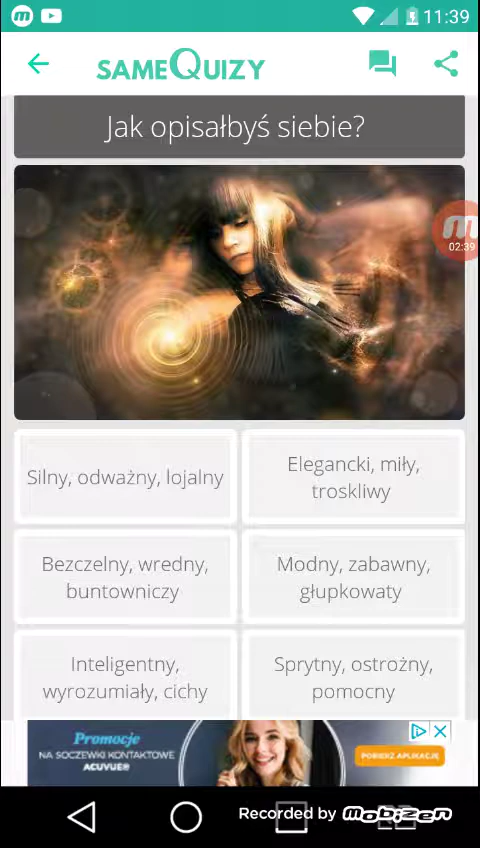 11:39
SAMEQUIZY
Jak opisałbyś siebie?
02:39
Silny, odważny, lojalny
Elegancki, miły,
troskliwy
Bezczelny, wredny,
buntowniczy
Modny, zabawny,
głupkowaty
Inteligentny,
wyrozumiały, cichy
Sprytny, ostrożny,
pomocny
Promocje
NA SOCZEWKI KONTAKTOWE
ACUVUE®
POBIERZ APLIKACJĘ
Recorded by Mobizen